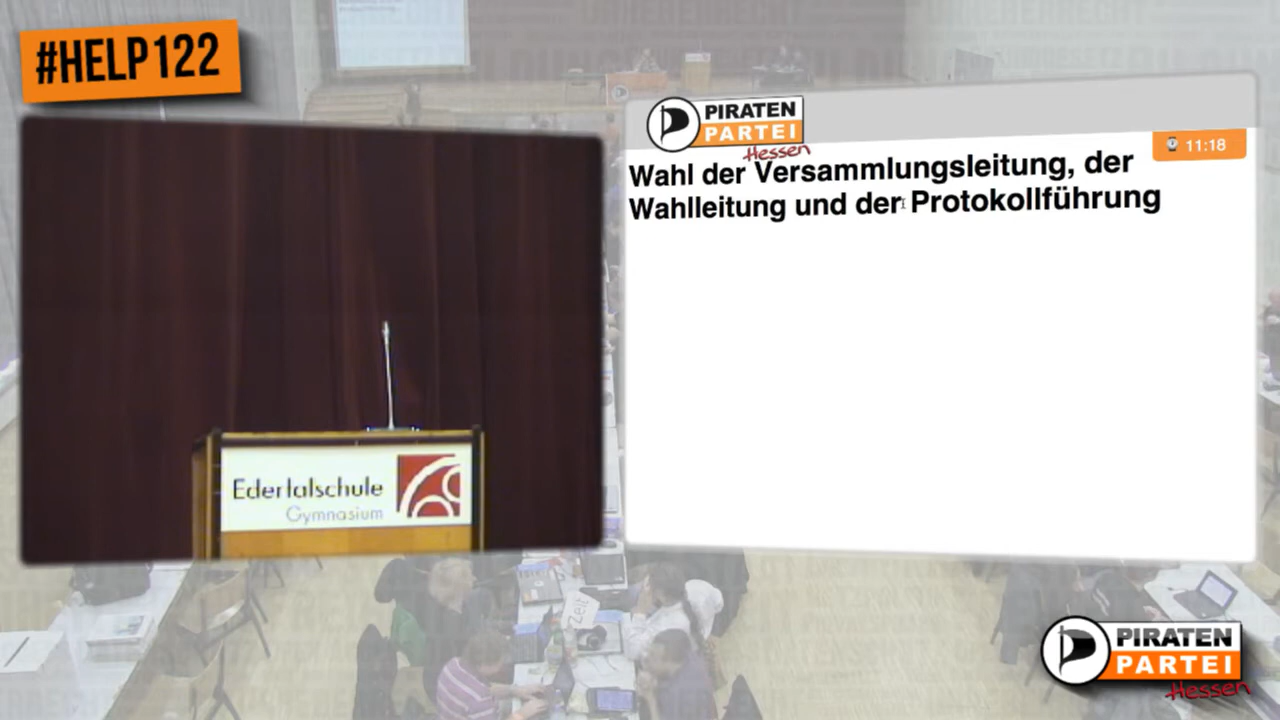 #HELP122
PIRATEN
PARTEI
Hessen
11:18
Wahl der Versammlungsleitung, der
Wahlleitung und der Protokollführung
Edertalschule
Gymnasium
Zeit
PIRATEN
PARTEI
Hessen